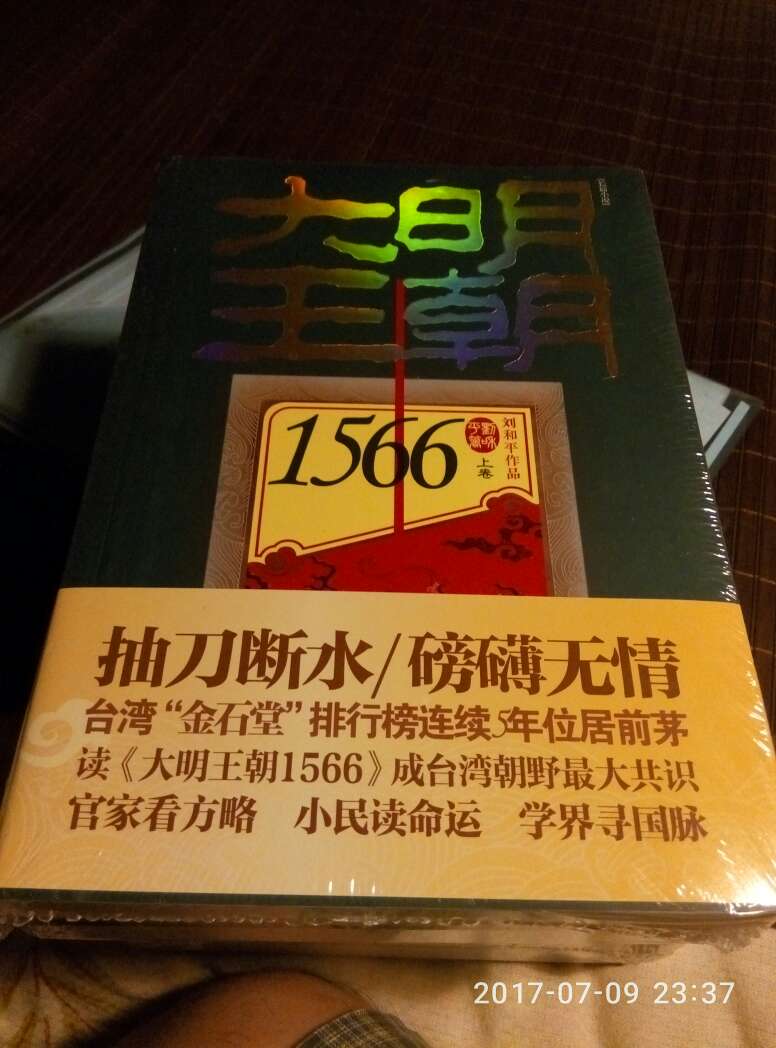 大明
王朝
1566
刘和平作品
上卷
抽刀断水/磅礴无情
台湾“金石堂”排行榜连续5年位居前茅
读《大明王朝1566》成台湾朝野最大共识
官家看方略 小民读命运 学界寻国脉
2017-07-09 23:37